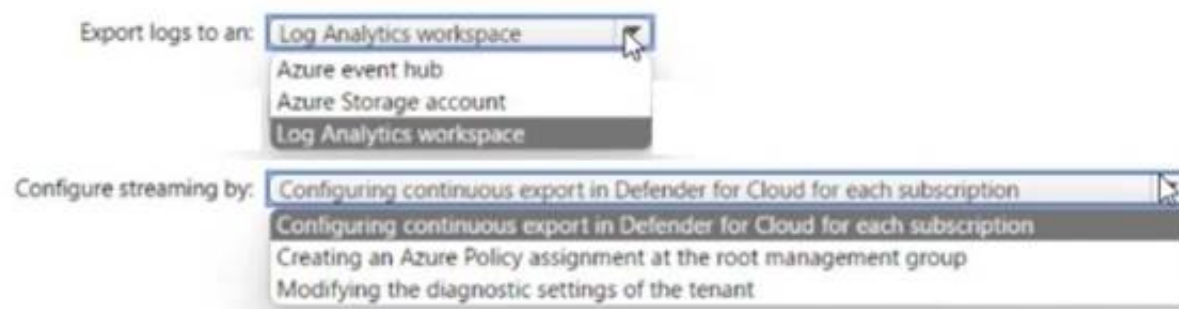 Export logs to an: Log Analytics workspace
Azure event hub
Azure Storage account
Log Analytics workspace
Configure streaming by: Configuring continuous export in Defender for Cloud for each subscription
Configuring continuous export in Defender for Cloud for each subscription
Creating an Azure Policy assignment at the root management group
Modifying the diagnostic settings of the tenant